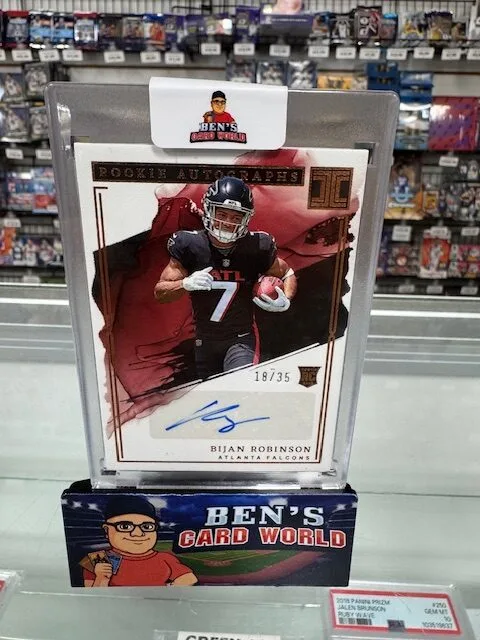 BEN'S
CARD WORLD
ROOKIE AUTOGRAPHS
ATL
7
18/35
RC
BIJAN ROBINSON
ATLANTA FALCONS
BEN'S
CARD WORLD
2018 PANINI PRIZM #250
JALEN BRUNSON GEM MT
RUBY WAVE 10